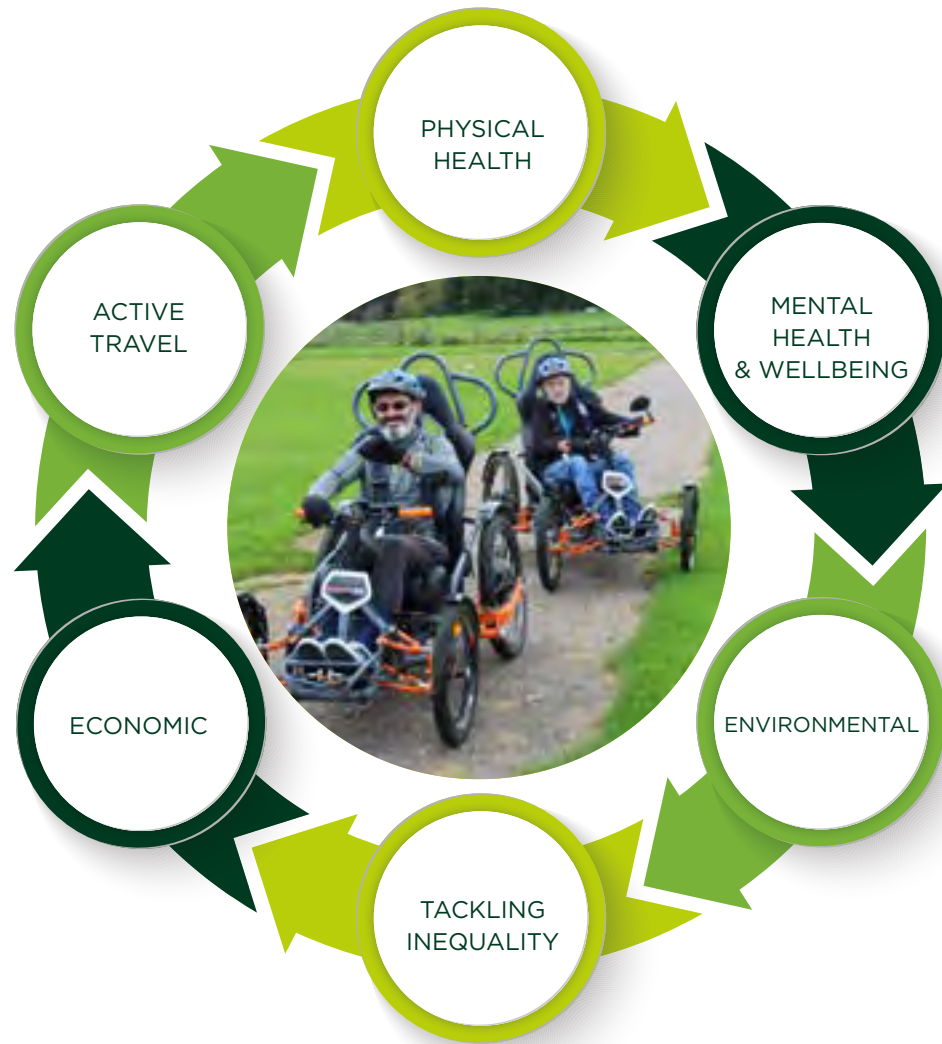 PHYSICAL
HEALTH
MENTAL
HEALTH
& WELLBEING
ENVIRONMENTAL
TACKLING
INEQUALITY
ECONOMIC
ACTIVE
TRAVEL